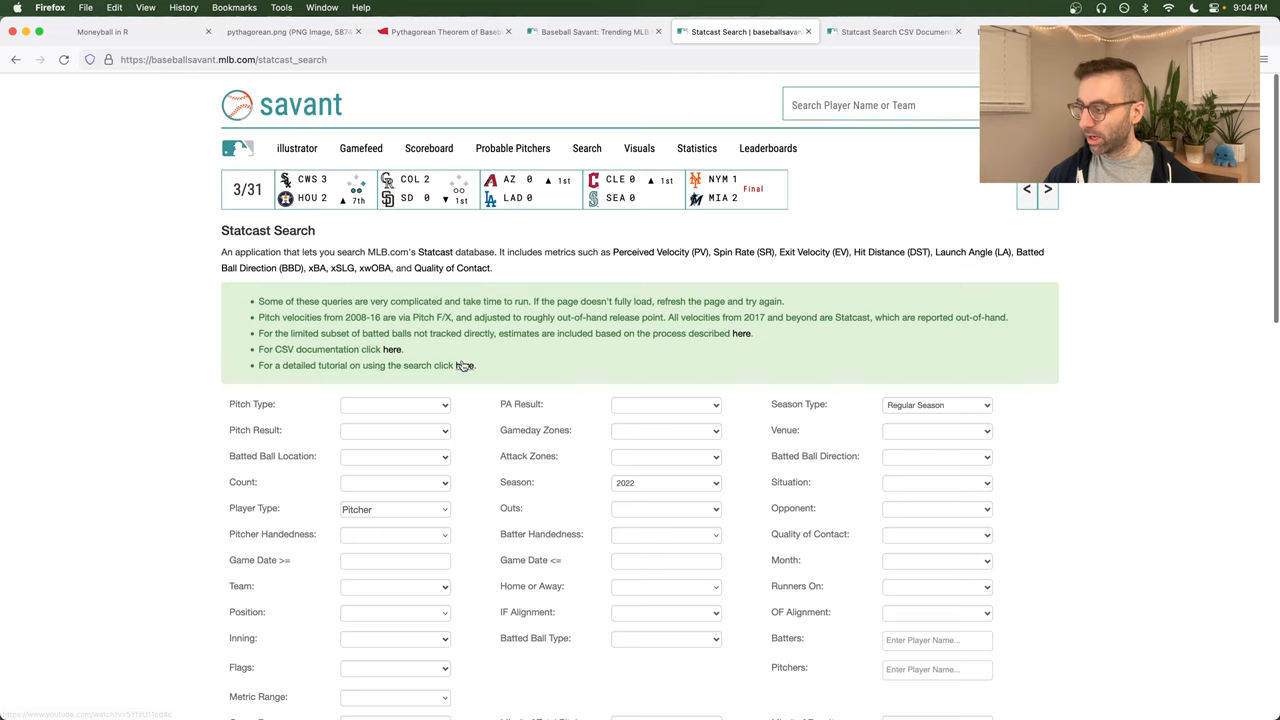 Firefox File Edit View History Bookmarks Tools Window Help 9:04 PM
Moneyball in R
pythagorean.png (PNG Image, 5874
Pythagorean Theorem of Baseb
Baseball Savant: Trending MLB
Statcast Search | baseballsavan
Statcast Search CSV Document
https://baseballsavant.mlb.com/statcast_search
savant
Search Player Name or Team
illustrator Gamefeed Scoreboard Probable Pitchers Search Visuals Statistics Leaderboards
3/31
CWS 3
HOU 2
7th
COL 2
SD 0
1st
AZ 0
LAD 0
1st
CLE 0
SEA 0
1st
NYM 1
MIA 2
Final
< >
Statcast Search
An application that lets you search MLB.com's Statcast database. It includes metrics such as Perceived Velocity (PV), Spin Rate (SR), Exit Velocity (EV), Hit Distance (DST), Launch Angle (LA), Batted
Ball Direction (BBD), xBA, xSLG, xwOBA, and Quality of Contact.
• Some of these queries are very complicated and take time to run. If the page doesn't fully load, refresh the page and try again.
• Pitch velocities from 2008-16 are via Pitch F/X, and adjusted to roughly out-of-hand release point. All velocities from 2017 and beyond are Statcast, which are reported out-of-hand.
• For the limited subset of batted balls not tracked directly, estimates are included based on the process described here.
• For CSV documentation click here.
• For a detailed tutorial on using the search click here.
Pitch Type: PA Result: Season Type: Regular Season
Pitch Result: Gameday Zones: Venue:
Batted Ball Location: Attack Zones: Batted Ball Direction:
Count: Season: 2022 Situation:
Player Type: Pitcher Outs: Opponent:
Pitcher Handedness: Batter Handedness: Quality of Contact:
Game Date >= Game Date <= Month:
Team: Home or Away: Runners On:
Position: IF Alignment: OF Alignment:
Inning: Batted Ball Type: Batters: Enter Player Name...
Flags: Pitchers: Enter Player Name...
Metric Range: